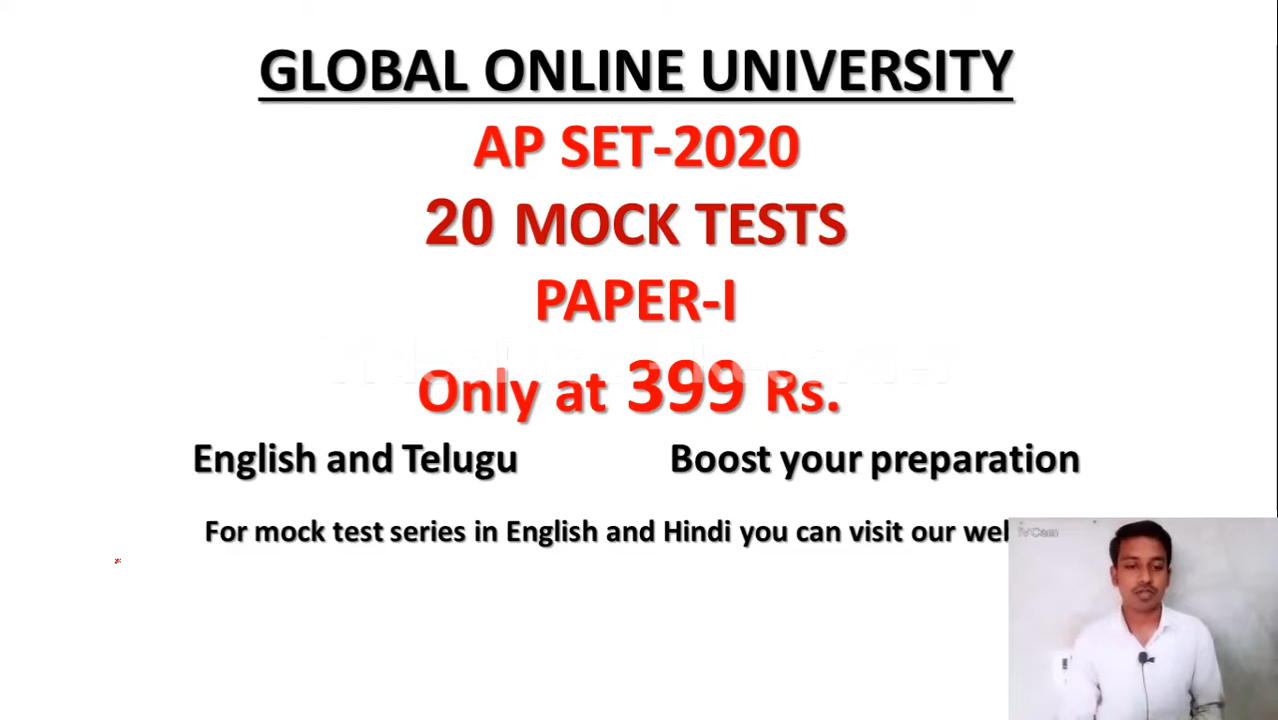 GLOBAL ONLINE UNIVERSITY
AP SET-2020
20 MOCK TESTS
PAPER-I
Only at 399 Rs.
English and Telugu Boost your preparation
For mock test series in English and Hindi you can visit our
iVCam